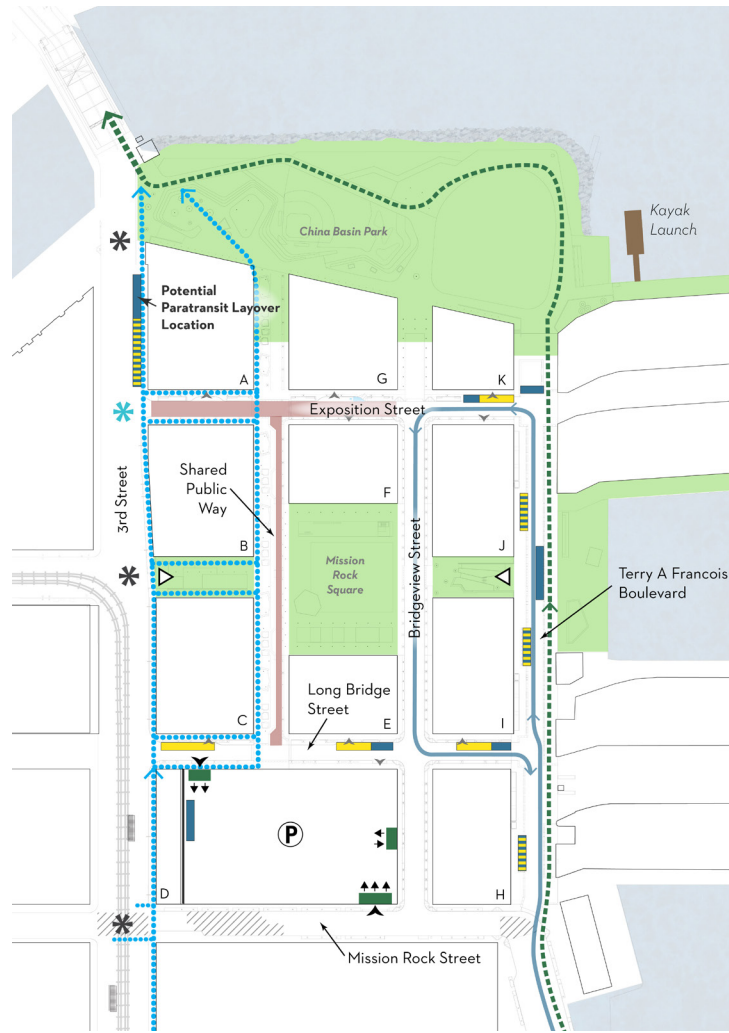 China Basin Park
Kayak
Launch
Potential
Paratransit Layover
Location
A
G
K
Exposition Street
3rd Street
Shared
Public
Way
F
B
J
Mission
Rock
Square
Bridgeview Street
Terry A Francois
Boulevard
Long Bridge
Street
C
E
I
P
D
H
Mission Rock Street